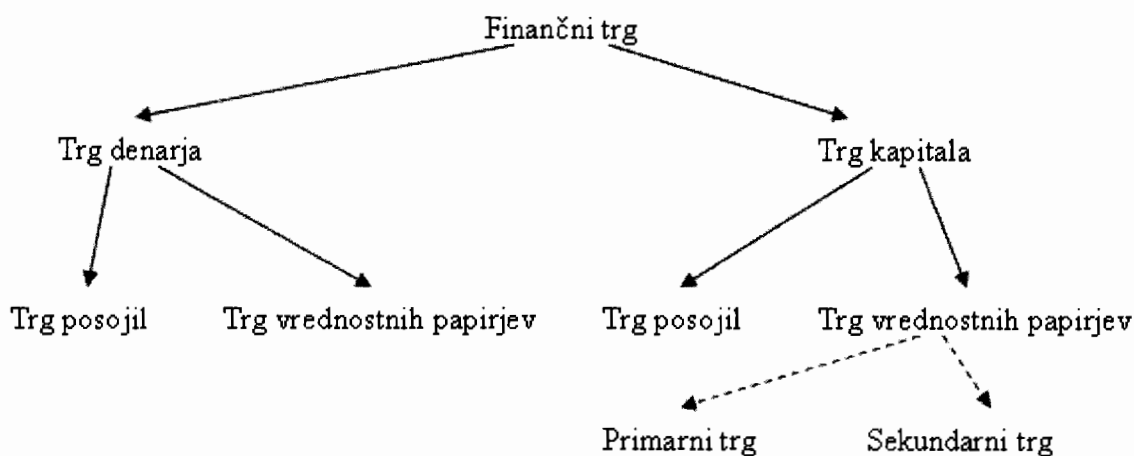 Finančni trg
Trg denarja
Trg kapitala
Trg posojil
Trg vrednostnih papirjev
Trg posojil
Trg vrednostnih papirjev
Primarni trg
Sekundarni trg